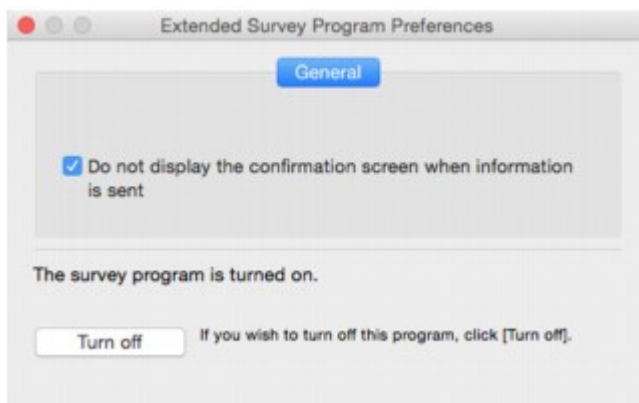 Extended Survey Program Preferences
General
Do not display the confirmation screen when information
is sent
The survey program is turned on.
Turn off
If you wish to turn off this program, click [Turn off].